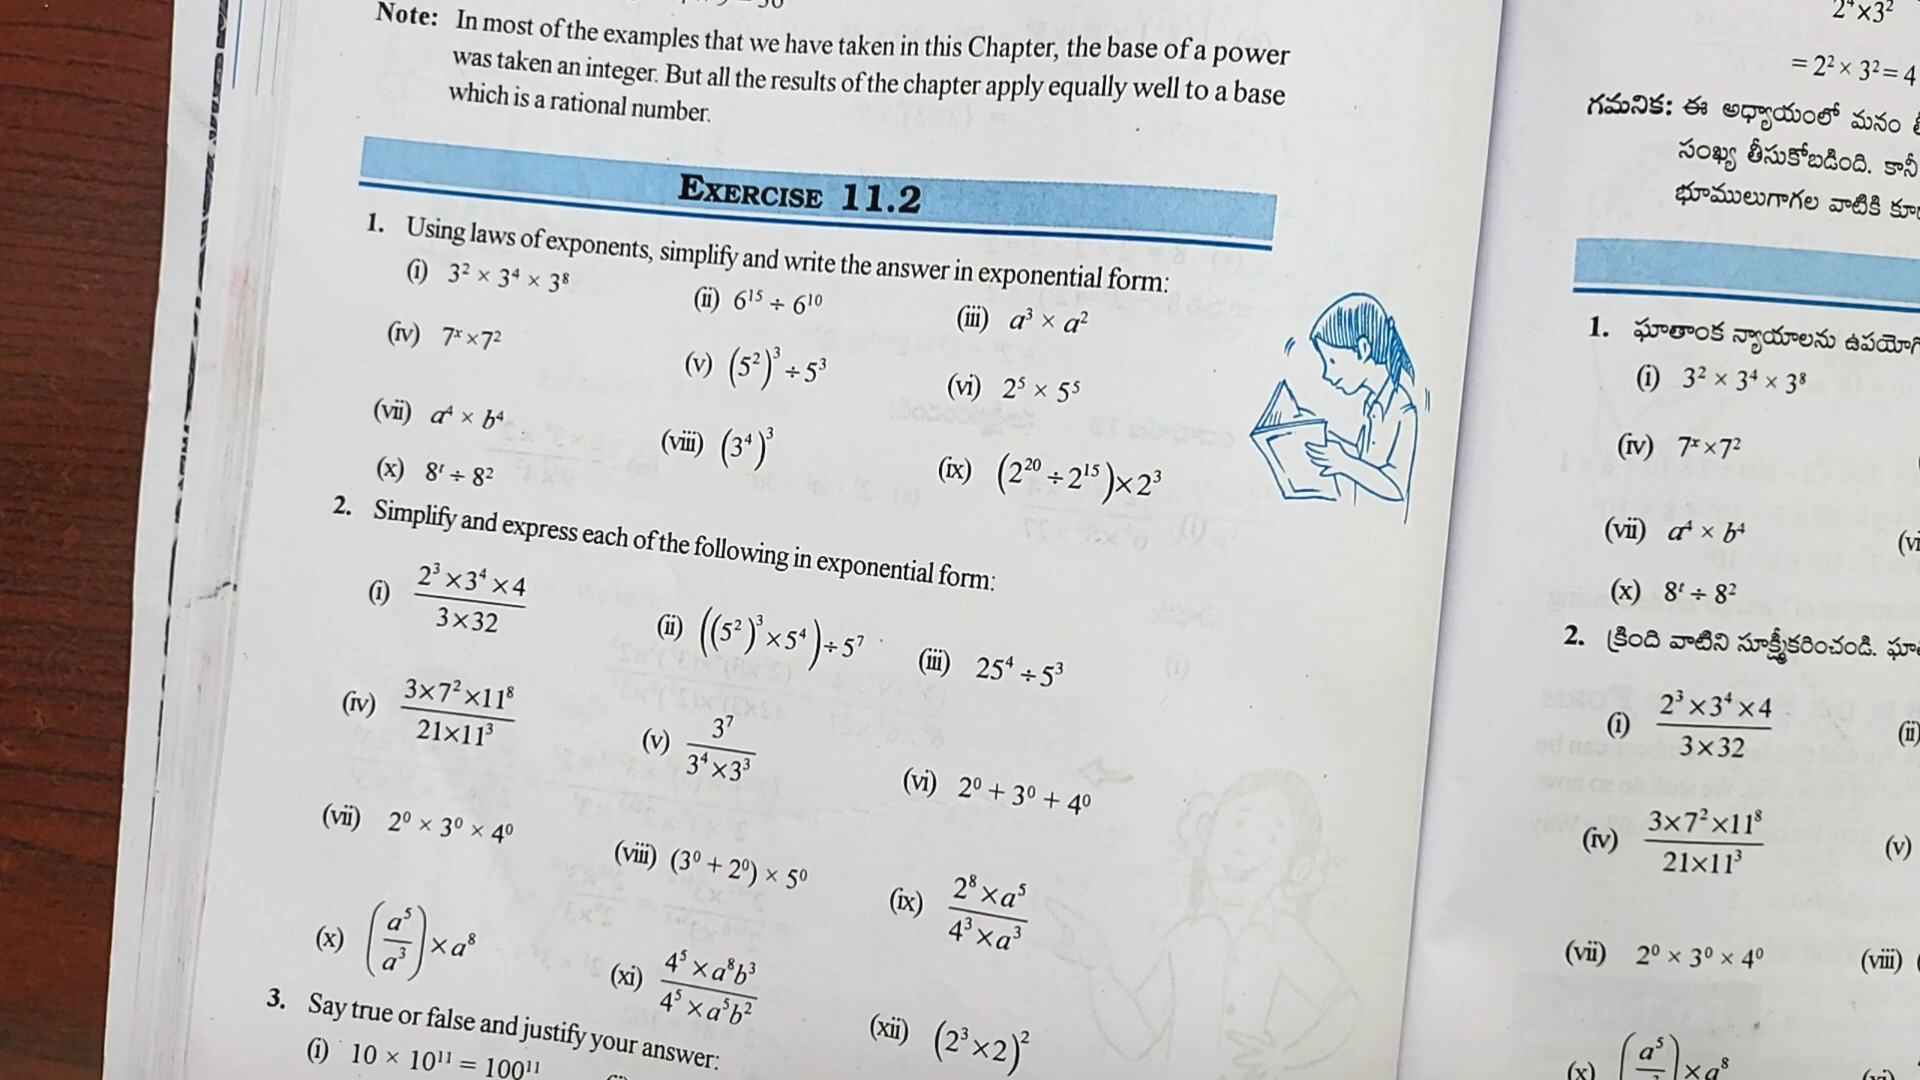 Note: In most of the examples that we have taken in this Chapter, the base of a power
was taken an integer. But all the results of the chapter apply equally well to a base
which is a rational number.
EXERCISE 11.2
1. Using laws of exponents, simplify and write the answer in exponential form:
(i) 3² × 3⁴ × 3⁸ (ii) 6¹⁵ ÷ 6¹⁰ (iii) a³ × a²
(iv) 7ˣ × 7² (v) (5²)³ ÷ 5³ (vi) 2⁵ × 5⁵
(vii) a⁴ × b⁴ (viii) (3⁴)³ (ix) (2²⁰ ÷ 2¹⁵) × 2³
(x) 8ᵗ ÷ 8²
2. Simplify and express each of the following in exponential form:
(i) (2³ × 3⁴ × 4)/(3 × 32) (ii) ((5²)³ × 5⁴) ÷ 5⁷ (iii) 25⁴ ÷ 5³
(iv) (3 × 7² × 11⁸)/(21 × 11³) (v) 3⁷/(3⁴ × 3³) (vi) 2⁰ + 3⁰ + 4⁰
(vii) 2⁰ × 3⁰ × 4⁰ (viii) (3⁰ + 2⁰) × 5⁰ (ix) (2⁸ × a⁵)/(4³ × a³)
(x) (a⁵/a³) × a⁸ (xi) (4⁵ × a⁸b³)/(4⁵ × a⁵b²) (xii) (2³ × 2)²
3. Say true or false and justify your answer:
(i) 10 × 10¹¹ = 100¹¹
2⁴ × 3²
= 2² × 3² = 4
గమనిక: ఈ అధ్యాయంలో మనం
సంఖ్య తీసుకోబడింది. కానీ
భూములుగాగల వాటికి
1. ఘాతాంక న్యాయాలను
(i) 3² × 3⁴ × 3⁸
(iv) 7ˣ × 7²
(vii) a⁴ × b⁴
(x) 8ᵗ ÷ 8²
2. క్రింది వాటిని సూక్ష్మీకరించండి.
(i) (2³ × 3⁴ × 4)/(3 × 32) (ii)
(iv) (3 × 7² × 11⁸)/(21 × 11³) (v)
(vii) 2⁰ × 3⁰ × 4⁰ (viii)
(x) (a⁵ × a⁸